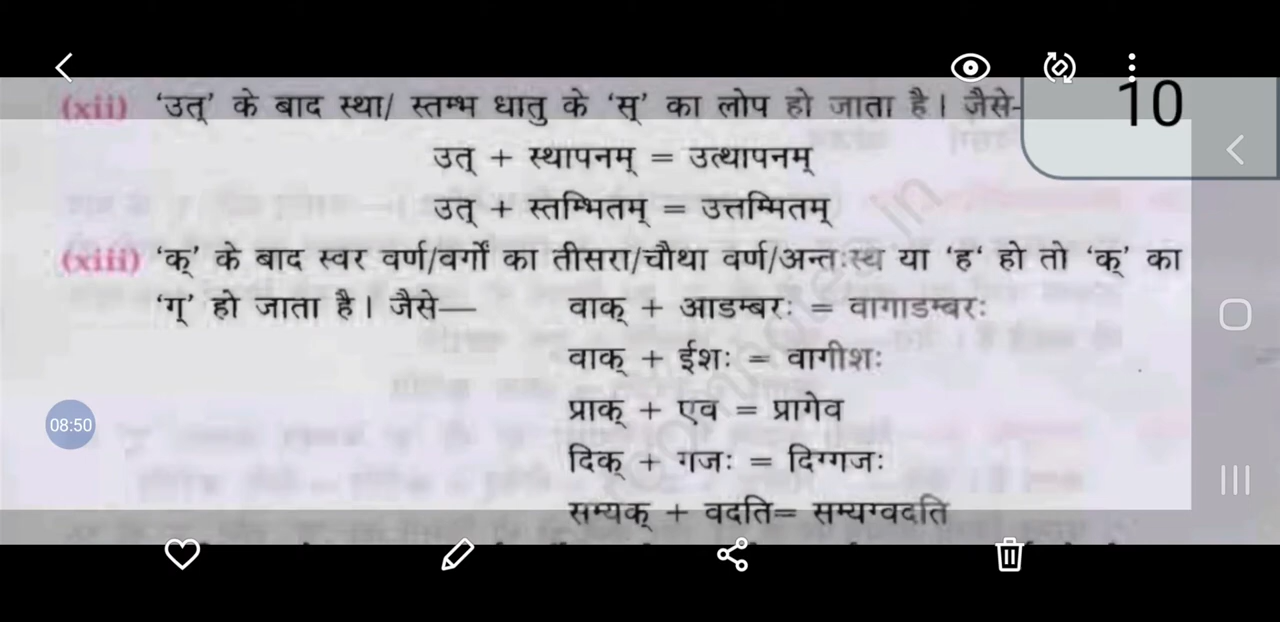 10
(xii) 'उत्' के बाद स्था/ स्तम्भ धातु के 'स्' का लोप हो जाता है। जैसे-
उत् + स्थापनम् = उत्थापनम्
उत् + स्तम्भितम् = उत्तम्भितम्
(xiii) 'क्' के बाद स्वर वर्ण/वर्गों का तीसरा/चौथा वर्ण/अन्तःस्थ या 'ह' हो तो 'क्' का
'ग्' हो जाता है। जैसे— वाक् + आडम्बरः = वागाडम्बरः
वाक् + ईशः = वागीशः
08:50
प्राक् + एव = प्रागेव
दिक् + गजः = दिग्गजः
सम्यक् + वदति= सम्यग्वदति